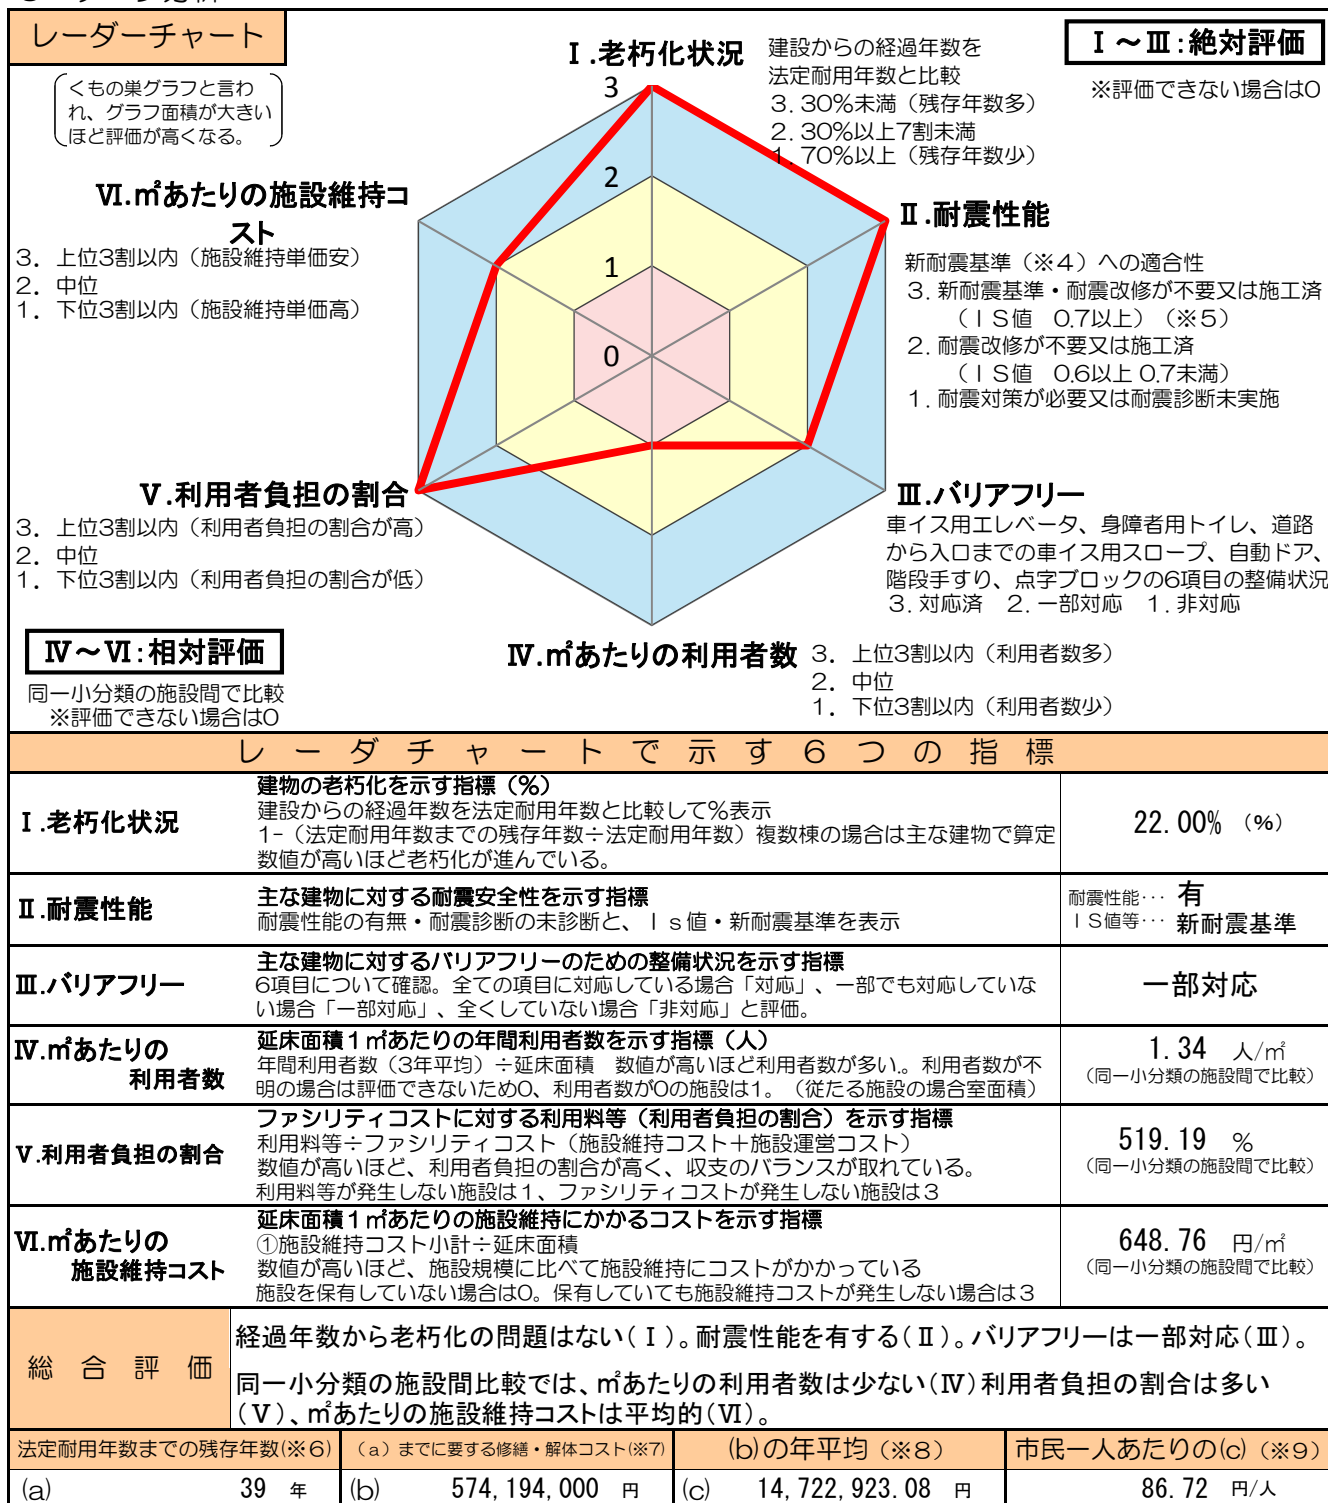 レーダーチャート
くもの巣グラフと言わ
れ、グラフ面積が大きい
ほど評価が高くなる。
Ⅰ～Ⅲ:絶対評価
※評価できない場合は0
Ⅰ.老朽化状況
建設からの経過年数を
法定耐用年数と比較
3. 30%未満（残存年数多）
2. 30%以上7割未満
1. 70%以上（残存年数少）
3
2
1
0
Ⅱ.耐震性能
新耐震基準（※4）への適合性
3. 新耐震基準・耐震改修が不要又は施工済
（ＩＳ値　0.7以上）（※5）
2. 耐震改修が不要又は施工済
（ＩＳ値　0.6以上 0.7未満）
1. 耐震対策が必要又は耐震診断未実施
Ⅲ.バリアフリー
車イス用エレベータ、身障者用トイレ、道路
から入口までの車イス用スロープ、自動ドア、
階段手すり、点字ブロックの6項目の整備状況
3. 対応済　2. 一部対応　1. 非対応
Ⅳ.㎡あたりの利用者数
3.　上位3割以内（利用者数多）
2.　中位
1.　下位3割以内（利用者数少）
Ⅴ.利用者負担の割合
3.　上位3割以内（利用者負担の割合が高）
2.　中位
1.　下位3割以内（利用者負担の割合が低）
Ⅵ.㎡あたりの施設維持コ
スト
3.　上位3割以内（施設維持単価安）
2.　中位
1.　下位3割以内（施設維持単価高）
Ⅳ～Ⅵ:相対評価
同一小分類の施設間で比較
※評価できない場合は0
レーダチャートで示す6つの指標
Ⅰ.老朽化状況
建物の老朽化を示す指標（%）
建設からの経過年数を法定耐用年数と比較して%表示
1-（法定耐用年数までの残存年数÷法定耐用年数）複数棟の場合は主な建物で算定
数値が高いほど老朽化が進んでいる。
22.00% （%）
Ⅱ.耐震性能
主な建物に対する耐震安全性を示す指標
耐震性能の有無・耐震診断の未診断と、Ｉｓ値・新耐震基準を表示
耐震性能･･･ 有
ＩＳ値等･･･ 新耐震基準
Ⅲ.バリアフリー
主な建物に対するバリアフリーのための整備状況を示す指標
6項目について確認。全ての項目に対応している場合「対応」、一部でも対応していな
い場合「一部対応」、全くしていない場合「非対応」と評価。
一部対応
Ⅳ.㎡あたりの
利用者数
延床面積1㎡あたりの年間利用者数を示す指標（人）
年間利用者数（3年平均）÷延床面積　数値が高いほど利用者数が多い。利用者数が不
明の場合は評価できないため0、利用者数が0の施設は1。（従たる施設の場合室面積）
1.34 人/㎡
（同一小分類の施設間で比較）
Ⅴ.利用者負担の割合
ファシリティコストに対する利用料等（利用者負担の割合）を示す指標
利用料等÷ファシリティコスト（施設維持コスト＋施設運営コスト）
数値が高いほど、利用者負担の割合が高く、収支のバランスが取れている。
利用料等が発生しない施設は1、ファシリティコストが発生しない施設は3
519.19 %
（同一小分類の施設間で比較）
Ⅵ.㎡あたりの
施設維持コスト
延床面積1㎡あたりの施設維持にかかるコストを示す指標
①施設維持コスト小計÷延床面積
数値が高いほど、施設規模に比べて施設維持にコストがかかっている
施設を保有していない場合は0。保有していても施設維持コストが発生しない場合は3
648.76 円/㎡
（同一小分類の施設間で比較）
総合評価
経過年数から老朽化の問題はない(Ⅰ)。耐震性能を有する(Ⅱ)。バリアフリーは一部対応(Ⅲ)。
同一小分類の施設間比較では、㎡あたりの利用者数は少ない(Ⅳ)利用者負担の割合は多い
(Ⅴ)、㎡あたりの施設維持コストは平均的(Ⅵ)。
法定耐用年数までの残存年数(※6)
（a）までに要する修繕・解体コスト(※7)
(b)の年平均（※8）
市民一人あたりの(c)（※9）
(a) 39 年
(b) 574,194,000 円
(c) 14,722,923.08 円
86.72 円/人